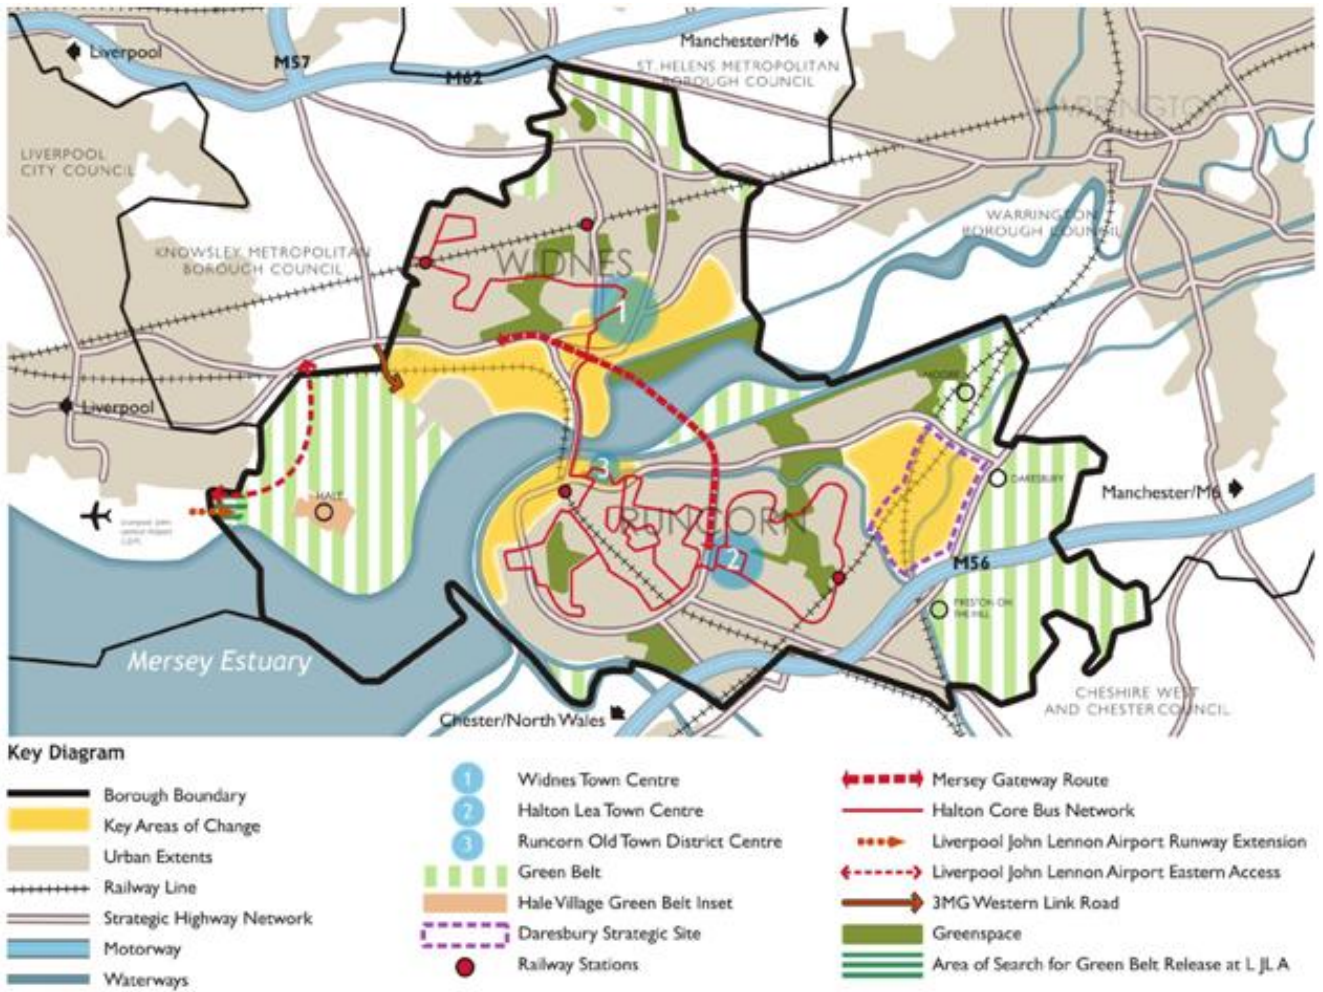 Liverpool
M57
M62
Manchester/M6
ST. HELENS METROPOLITAN
BOROUGH COUNCIL
LIVERPOOL
CITY COUNCIL
KNOWSLEY METROPOLITAN
BOROUGH COUNCIL
WIDNES
WARRINGTON
BOROUGH COUNCIL
1
Liverpool
MOORE
3
HALE
DARESBURY
Manchester/M6
Liverpool John
Lennon Airport
RUNCORN
2
M56
PRESTON ON
THE HILL
Mersey Estuary
CHESHIRE WEST
AND CHESTER COUNCIL
Chester/North Wales
Key Diagram
Borough Boundary
Key Areas of Change
Urban Extents
Railway Line
Strategic Highway Network
Motorway
Waterways
1 Widnes Town Centre
2 Halton Lea Town Centre
3 Runcorn Old Town District Centre
Green Belt
Hale Village Green Belt Inset
Daresbury Strategic Site
Railway Stations
Mersey Gateway Route
Halton Core Bus Network
Liverpool John Lennon Airport Runway Extension
Liverpool John Lennon Airport Eastern Access
3MG Western Link Road
Greenspace
Area of Search for Green Belt Release at L JL A